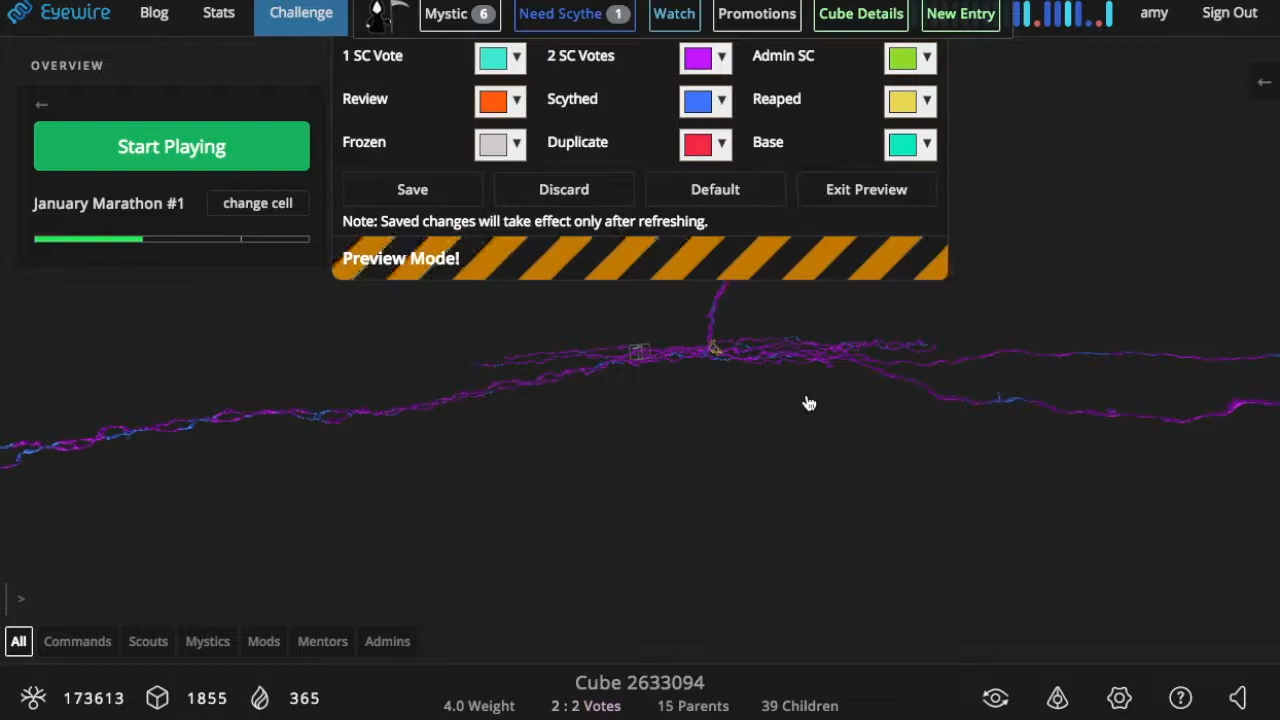 Eyewire Blog Stats Challenge Mystic 6 Need Scythe 1 Watch Promotions Cube Details New Entry amy Sign Out
OVERVIEW
←
Start Playing
January Marathon #1 change cell
1 SC Vote 2 SC Votes Admin SC
Review Scythed Reaped
Frozen Duplicate Base
Save Discard Default Exit Preview
Note: Saved changes will take effect only after refreshing.
Preview Mode!
>
All Commands Scouts Mystics Mods Mentors Admins
173613 1855 365
Cube 2633094
4.0 Weight 2 : 2 Votes 15 Parents 39 Children